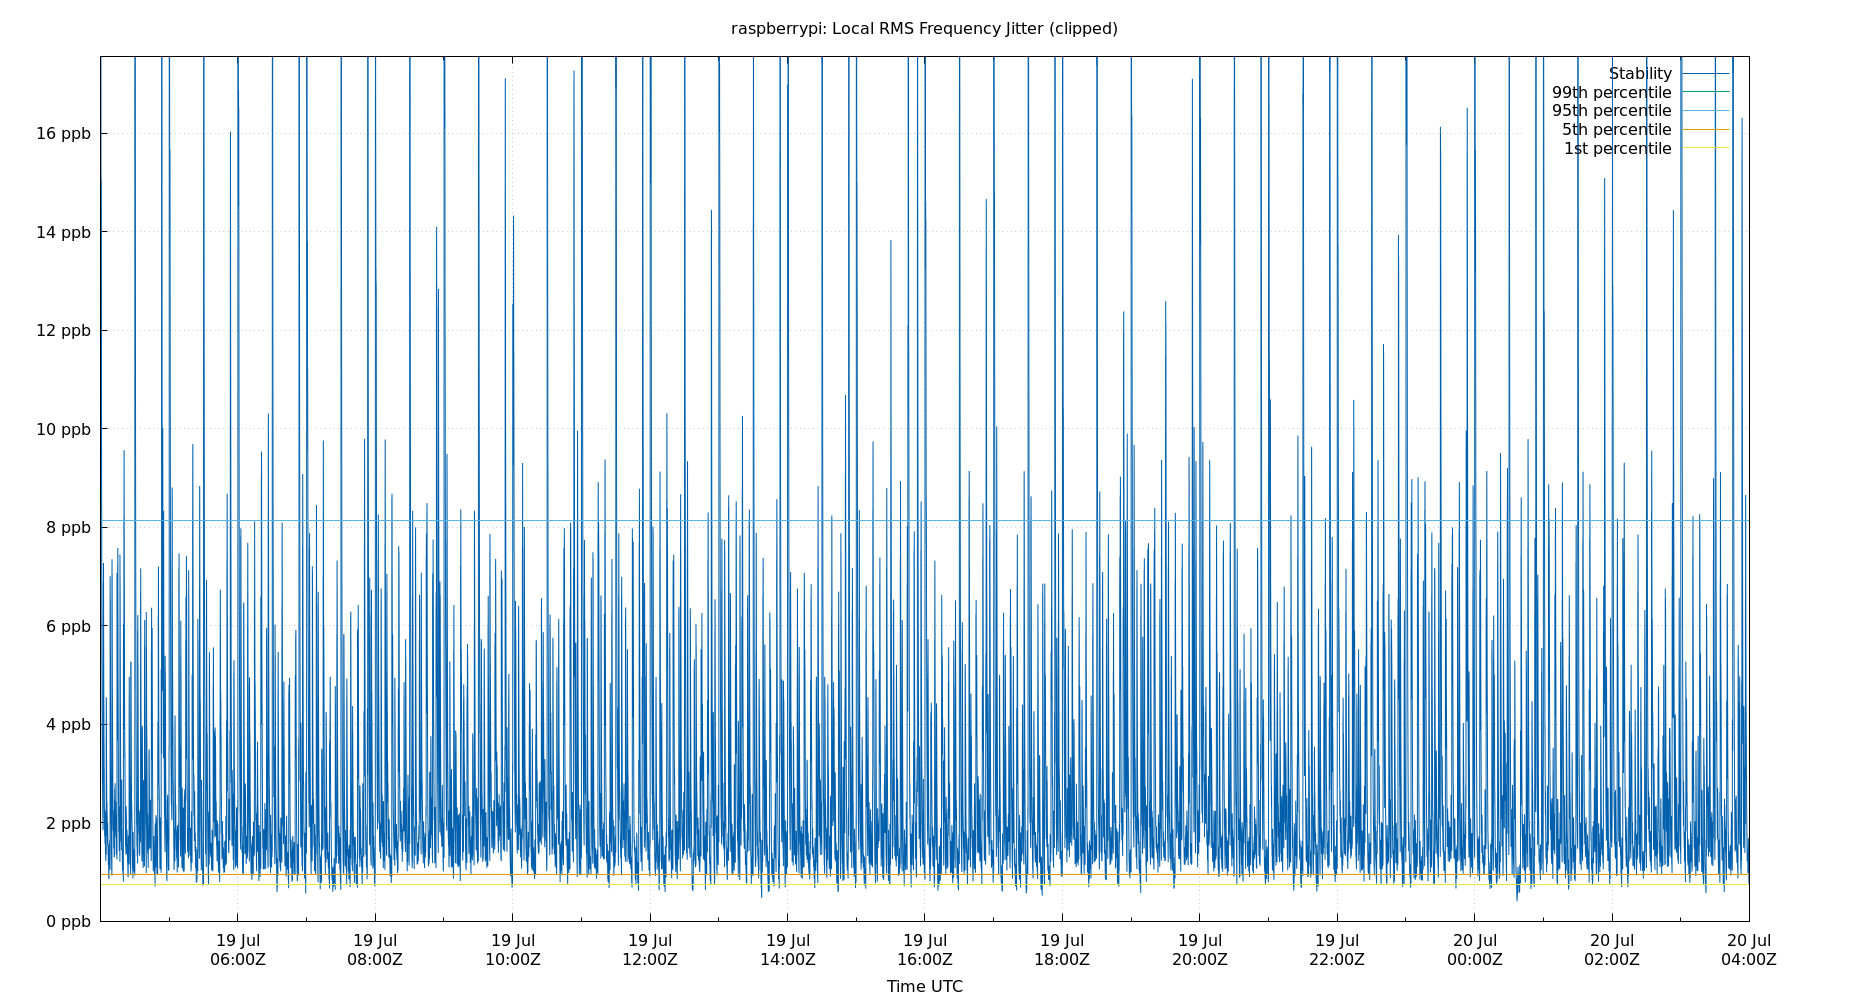 raspberrypi: Local RMS Frequency Jitter (clipped)
Stability
99th percentile
95th percentile
5th percentile
1st percentile
16 ppb
14 ppb
12 ppb
10 ppb
8 ppb
6 ppb
4 ppb
2 ppb
0 ppb
19 Jul 19 Jul 19 Jul 19 Jul 19 Jul 19 Jul 19 Jul 19 Jul 19 Jul 20 Jul 20 Jul 20 Jul
06:00Z 08:00Z 10:00Z 12:00Z 14:00Z 16:00Z 18:00Z 20:00Z 22:00Z 00:00Z 02:00Z 04:00Z
Time UTC